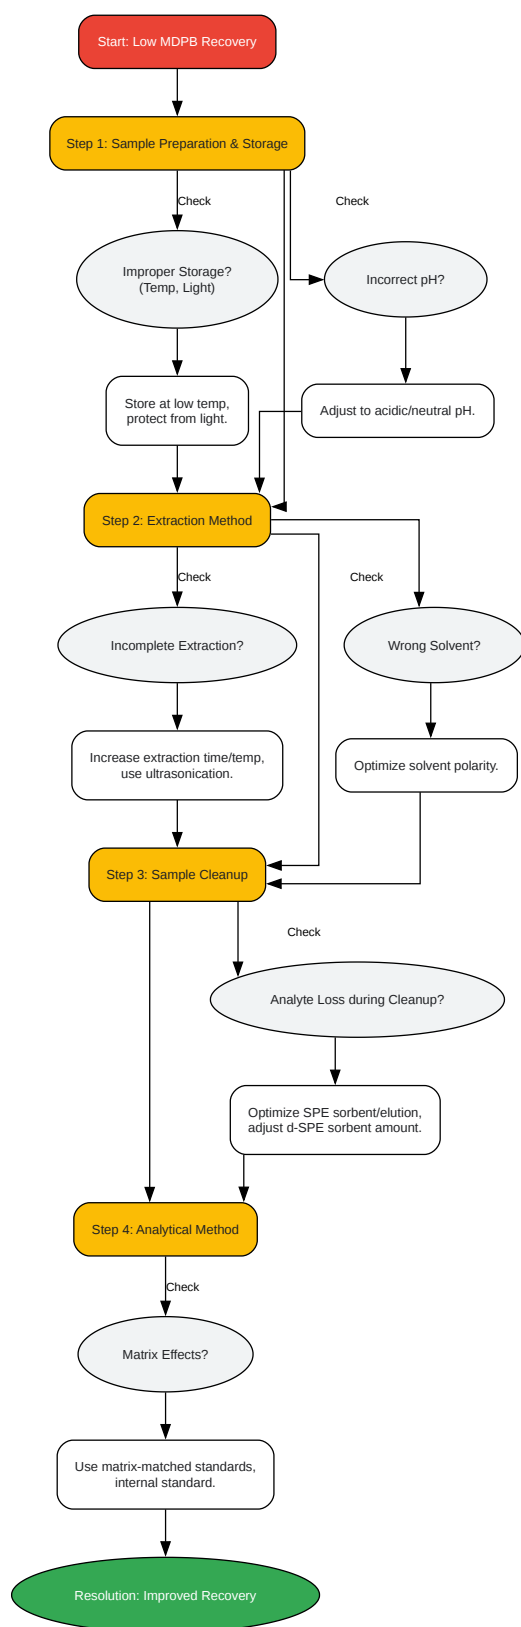 Start: Low MDPB Recovery
Step 1: Sample Preparation & Storage
Check
Check
Improper Storage?
(Temp, Light)
Incorrect pH?
Store at low temp,
protect from light.
Adjust to acidic/neutral pH.
Step 2: Extraction Method
Check
Check
Incomplete Extraction?
Wrong Solvent?
Increase extraction time/temp,
use ultrasonication.
Optimize solvent polarity.
Step 3: Sample Cleanup
Check
Analyte Loss during Cleanup?
Optimize SPE sorbent/elution,
adjust d-SPE sorbent amount.
Step 4: Analytical Method
Check
Matrix Effects?
Use matrix-matched standards,
internal standard.
Resolution: Improved Recovery